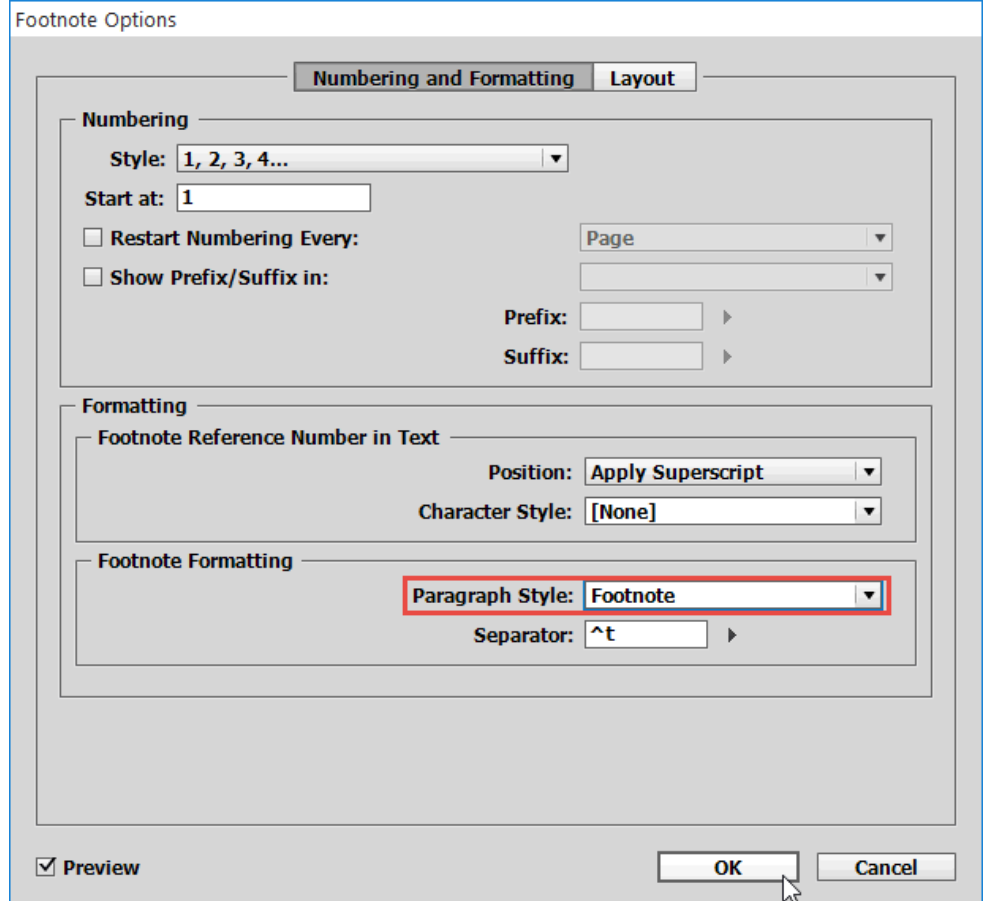 Footnote Options
Numbering and Formatting Layout
Numbering
Style: 1, 2, 3, 4...
Start at: 1
Restart Numbering Every: Page
Show Prefix/Suffix in:
Prefix:
Suffix:
Formatting
Footnote Reference Number in Text
Position: Apply Superscript
Character Style: [None]
Footnote Formatting
Paragraph Style: Footnote
Separator: ^t
Preview OK Cancel